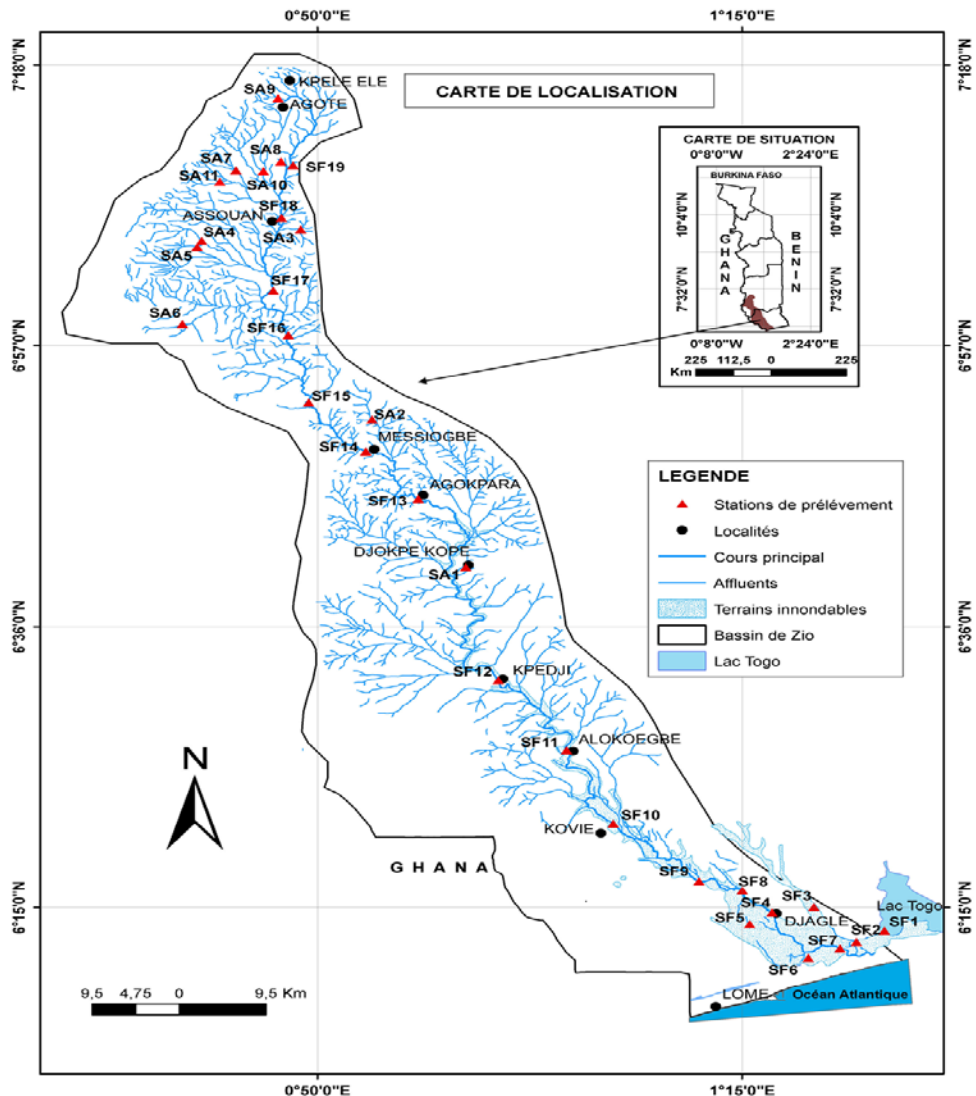 0°50'0"E
1°15'0"E
7°18'0"N
7°18'0"N
KPELE ELE
SA9
AGOTE
CARTE DE LOCALISATION
CARTE DE SITUATION
0°8'0"W
2°24'0"E
BURKINA FASO
10°4'0"N
10°4'0"N
GHANA
BENIN
7°32'0"N
7°32'0"N
0°8'0"W
2°24'0"E
225 112,5 0 225
Km
SA8
SA7
SF19
SA11
SA10
SF18
ASSOUAN
SA4
SA3
SA5
SF17
SA6
SF16
6°57'0"N
6°57'0"N
SF15
SA2
MESSIOGBE
SF14
AGOKPARA
SF13
DJOKPE KOPE
SA1
LEGENDE
Stations de prélévement
Localités
Cours principal
Affluents
Terrains innondables
Bassin de Zio
Lac Togo
6°36'0"N
6°36'0"N
KPEDJI
SF12
SF11
ALOKOEGBE
N
SF10
KOVIE
GHANA
SF9
SF8
SF3
Lac Togo
SF4
SF5
DJAGLE
SF2
SF1
SF7
SF6
6°15'0"N
6°15'0"N
9,5 4,75 0 9,5 Km
LOME
Océan Atlantique
0°50'0"E
1°15'0"E